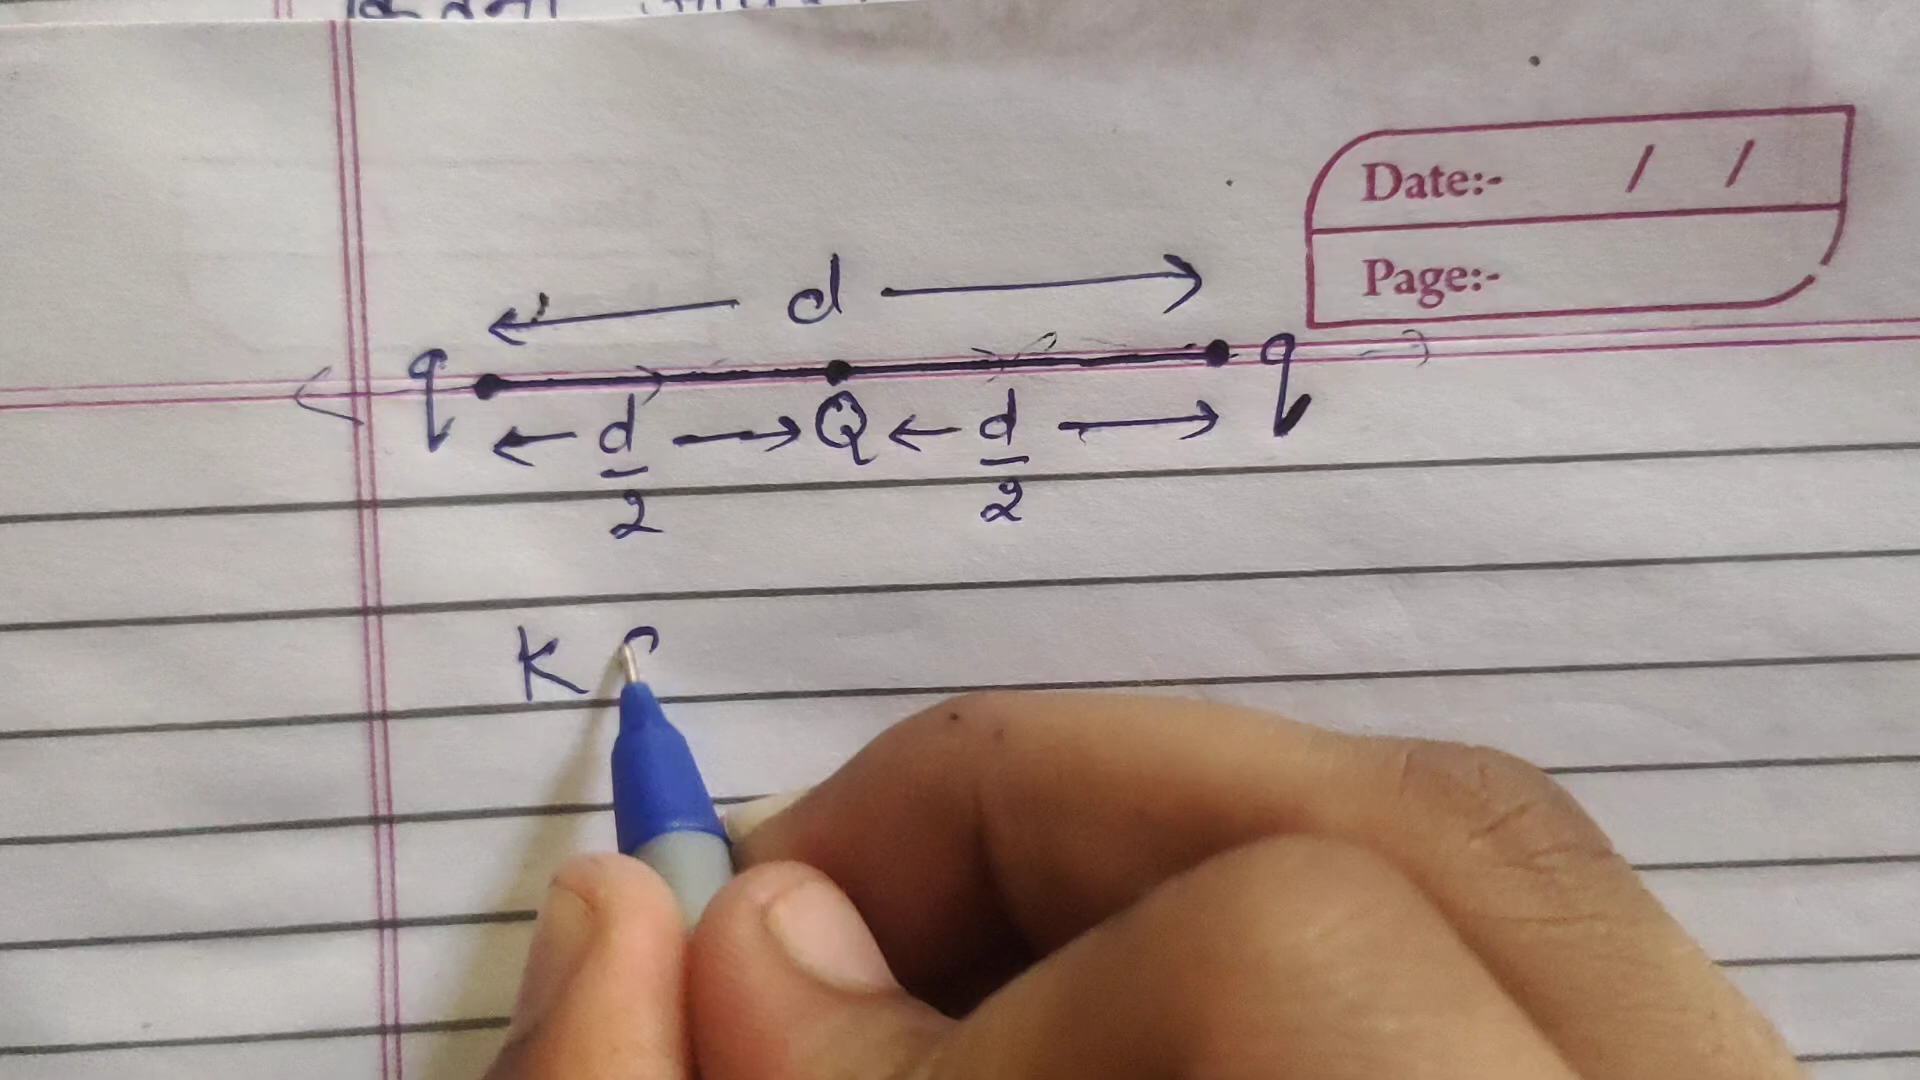 Date:- / /
Page:-
d
q q
d/2 Q d/2
K